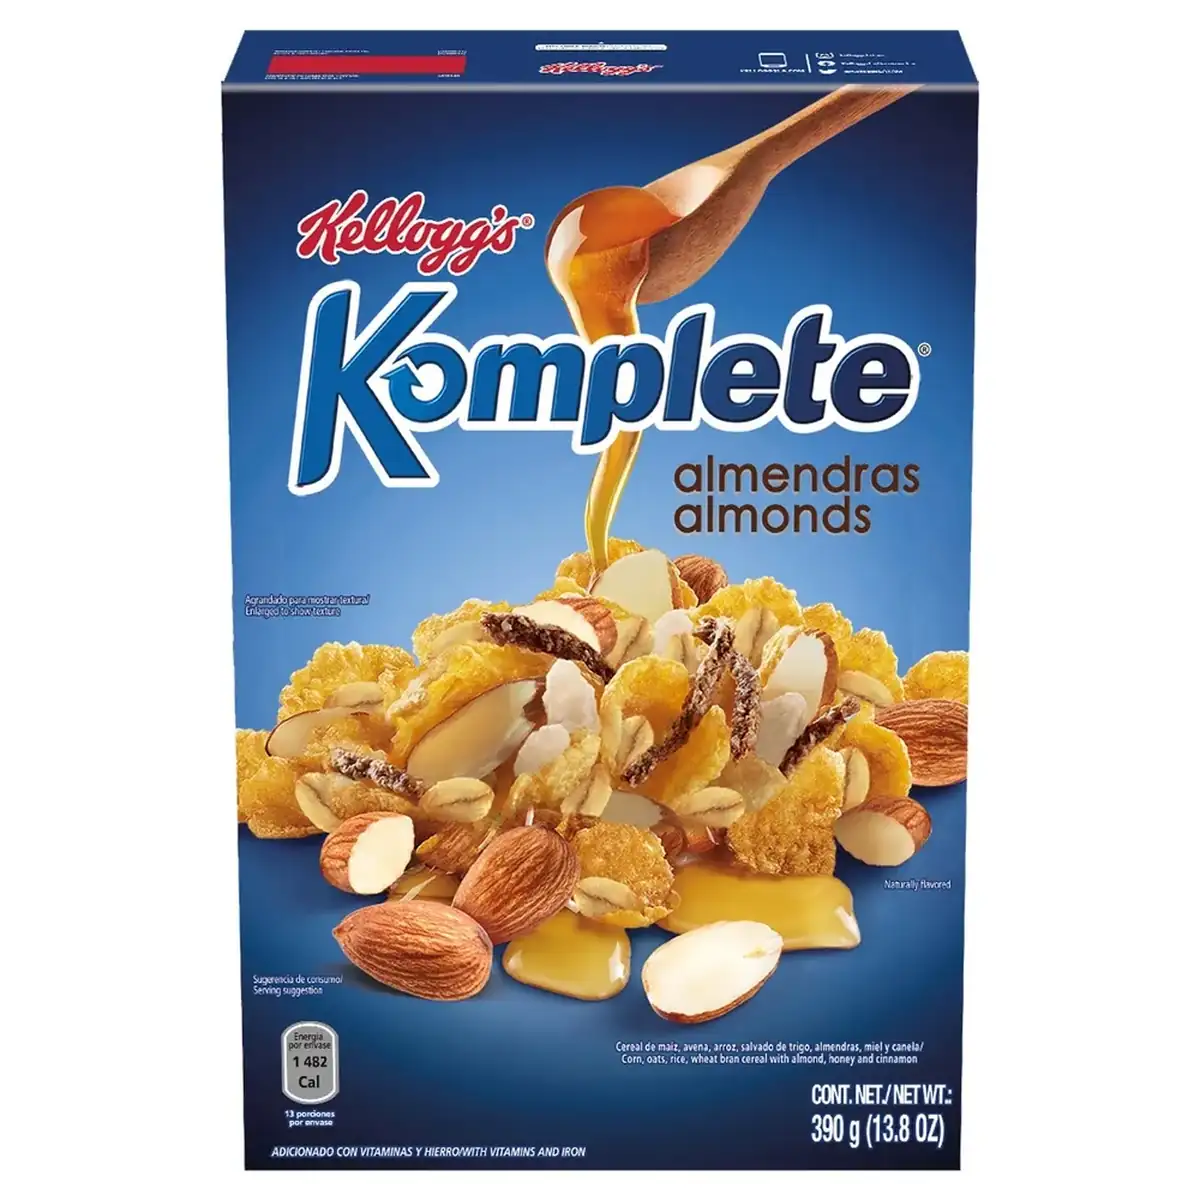 Kellogg's
Kellogg's®
Komplete®
almendras
almonds
Agrandado para mostrar textura/
Enlarged to show texture
Naturally flavored
Sugerencia de consumo/
Serving suggestion
Energía
por envase
1 482
Cal
13 porciones
por envase
Cereal de maíz, avena, arroz, salvado de trigo, almendras, miel y canela/
Corn, oats, rice, wheat bran cereal with almond, honey and cinnamon
CONT. NET./NET WT.:
390 g (13.8 OZ)
ADICIONADO CON VITAMINAS Y HIERRO/WITH VITAMINS AND IRON